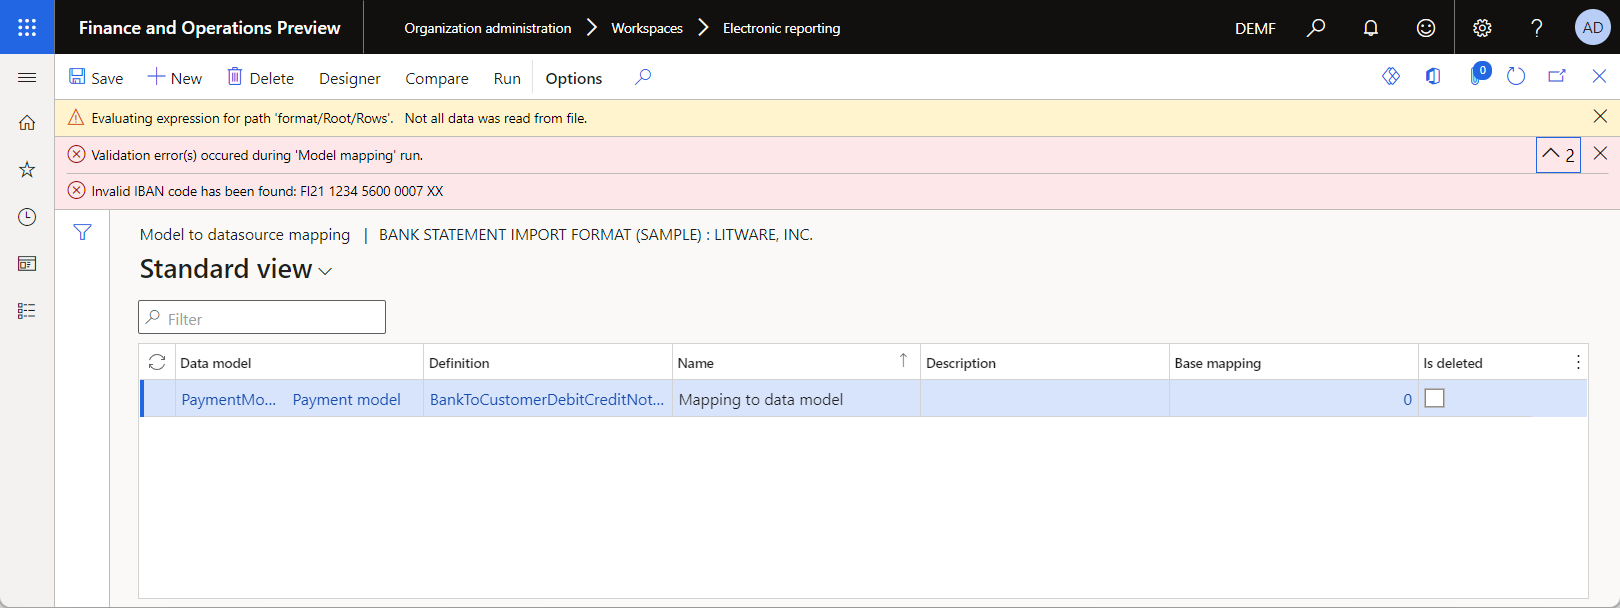 Finance and Operations Preview
Organization administration > Workspaces > Electronic reporting
DEMF
?
AD
Save
New
Delete
Designer
Compare
Run
Options
0
Evaluating expression for path 'format/Root/Rows'.   Not all data was read from file.
Validation error(s) occured during 'Model mapping' run.
2
Invalid IBAN code has been found: FI21 1234 5600 0007 XX
Model to datasource mapping | BANK STATEMENT IMPORT FORMAT (SAMPLE) : LITWARE, INC.
Standard view
Filter
Data model Definition Name Description Base mapping Is deleted
PaymentMo... Payment model BankToCustomerDebitCreditNot... Mapping to data model 0